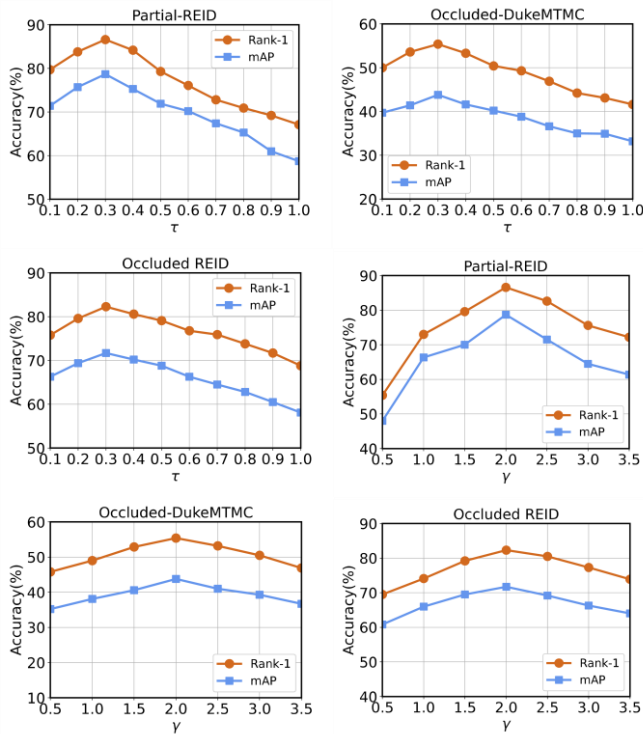 Partial-REID
Accuracy(%)
90
80
70
60
50
Rank-1
mAP
0.1 0.2 0.3 0.4 0.5 0.6 0.7 0.8 0.9 1.0
τ
Occluded-DukeMTMC
Accuracy(%)
60
50
40
30
20
Rank-1
mAP
0.1 0.2 0.3 0.4 0.5 0.6 0.7 0.8 0.9 1.0
τ
Occluded REID
Accuracy(%)
90
80
70
60
50
Rank-1
mAP
0.1 0.2 0.3 0.4 0.5 0.6 0.7 0.8 0.9 1.0
τ
Partial-REID
Accuracy(%)
90
80
70
60
50
40
Rank-1
mAP
0.5 1.0 1.5 2.0 2.5 3.0 3.5
γ
Occluded-DukeMTMC
Accuracy(%)
60
50
40
30
20
10
Rank-1
mAP
0.5 1.0 1.5 2.0 2.5 3.0 3.5
γ
Occluded REID
Accuracy(%)
90
80
70
60
50
40
Rank-1
mAP
0.5 1.0 1.5 2.0 2.5 3.0 3.5
γ